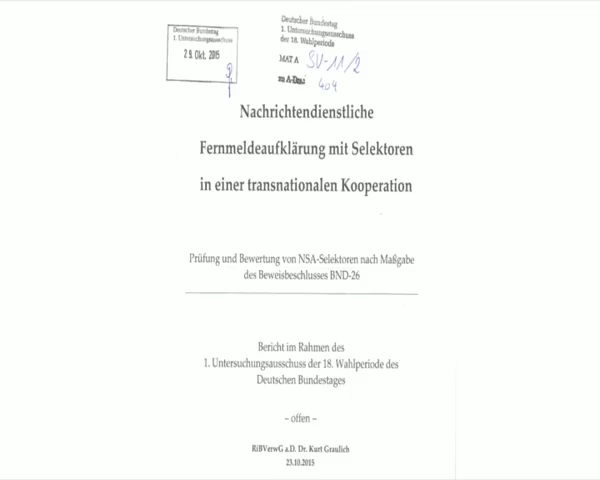 Deutscher Bundestag
1. Untersuchungsausschuss
29. Okt. 2015
Deutscher Bundestag
1. Untersuchungsausschuss
der 18. Wahlperiode
MAT A SV-11/2
zu A-Drs.: 404
Nachrichtendienstliche
Fernmeldeaufklärung mit Selektoren
in einer transnationalen Kooperation
Prüfung und Bewertung von NSA-Selektoren nach Maßgabe
des Beweisbeschlusses BND-26
Bericht im Rahmen des
1. Untersuchungsausschuss der 18. Wahlperiode des
Deutschen Bundestages
– offen –
RiBVerwG a.D. Dr. Kurt Graulich
23.10.2015